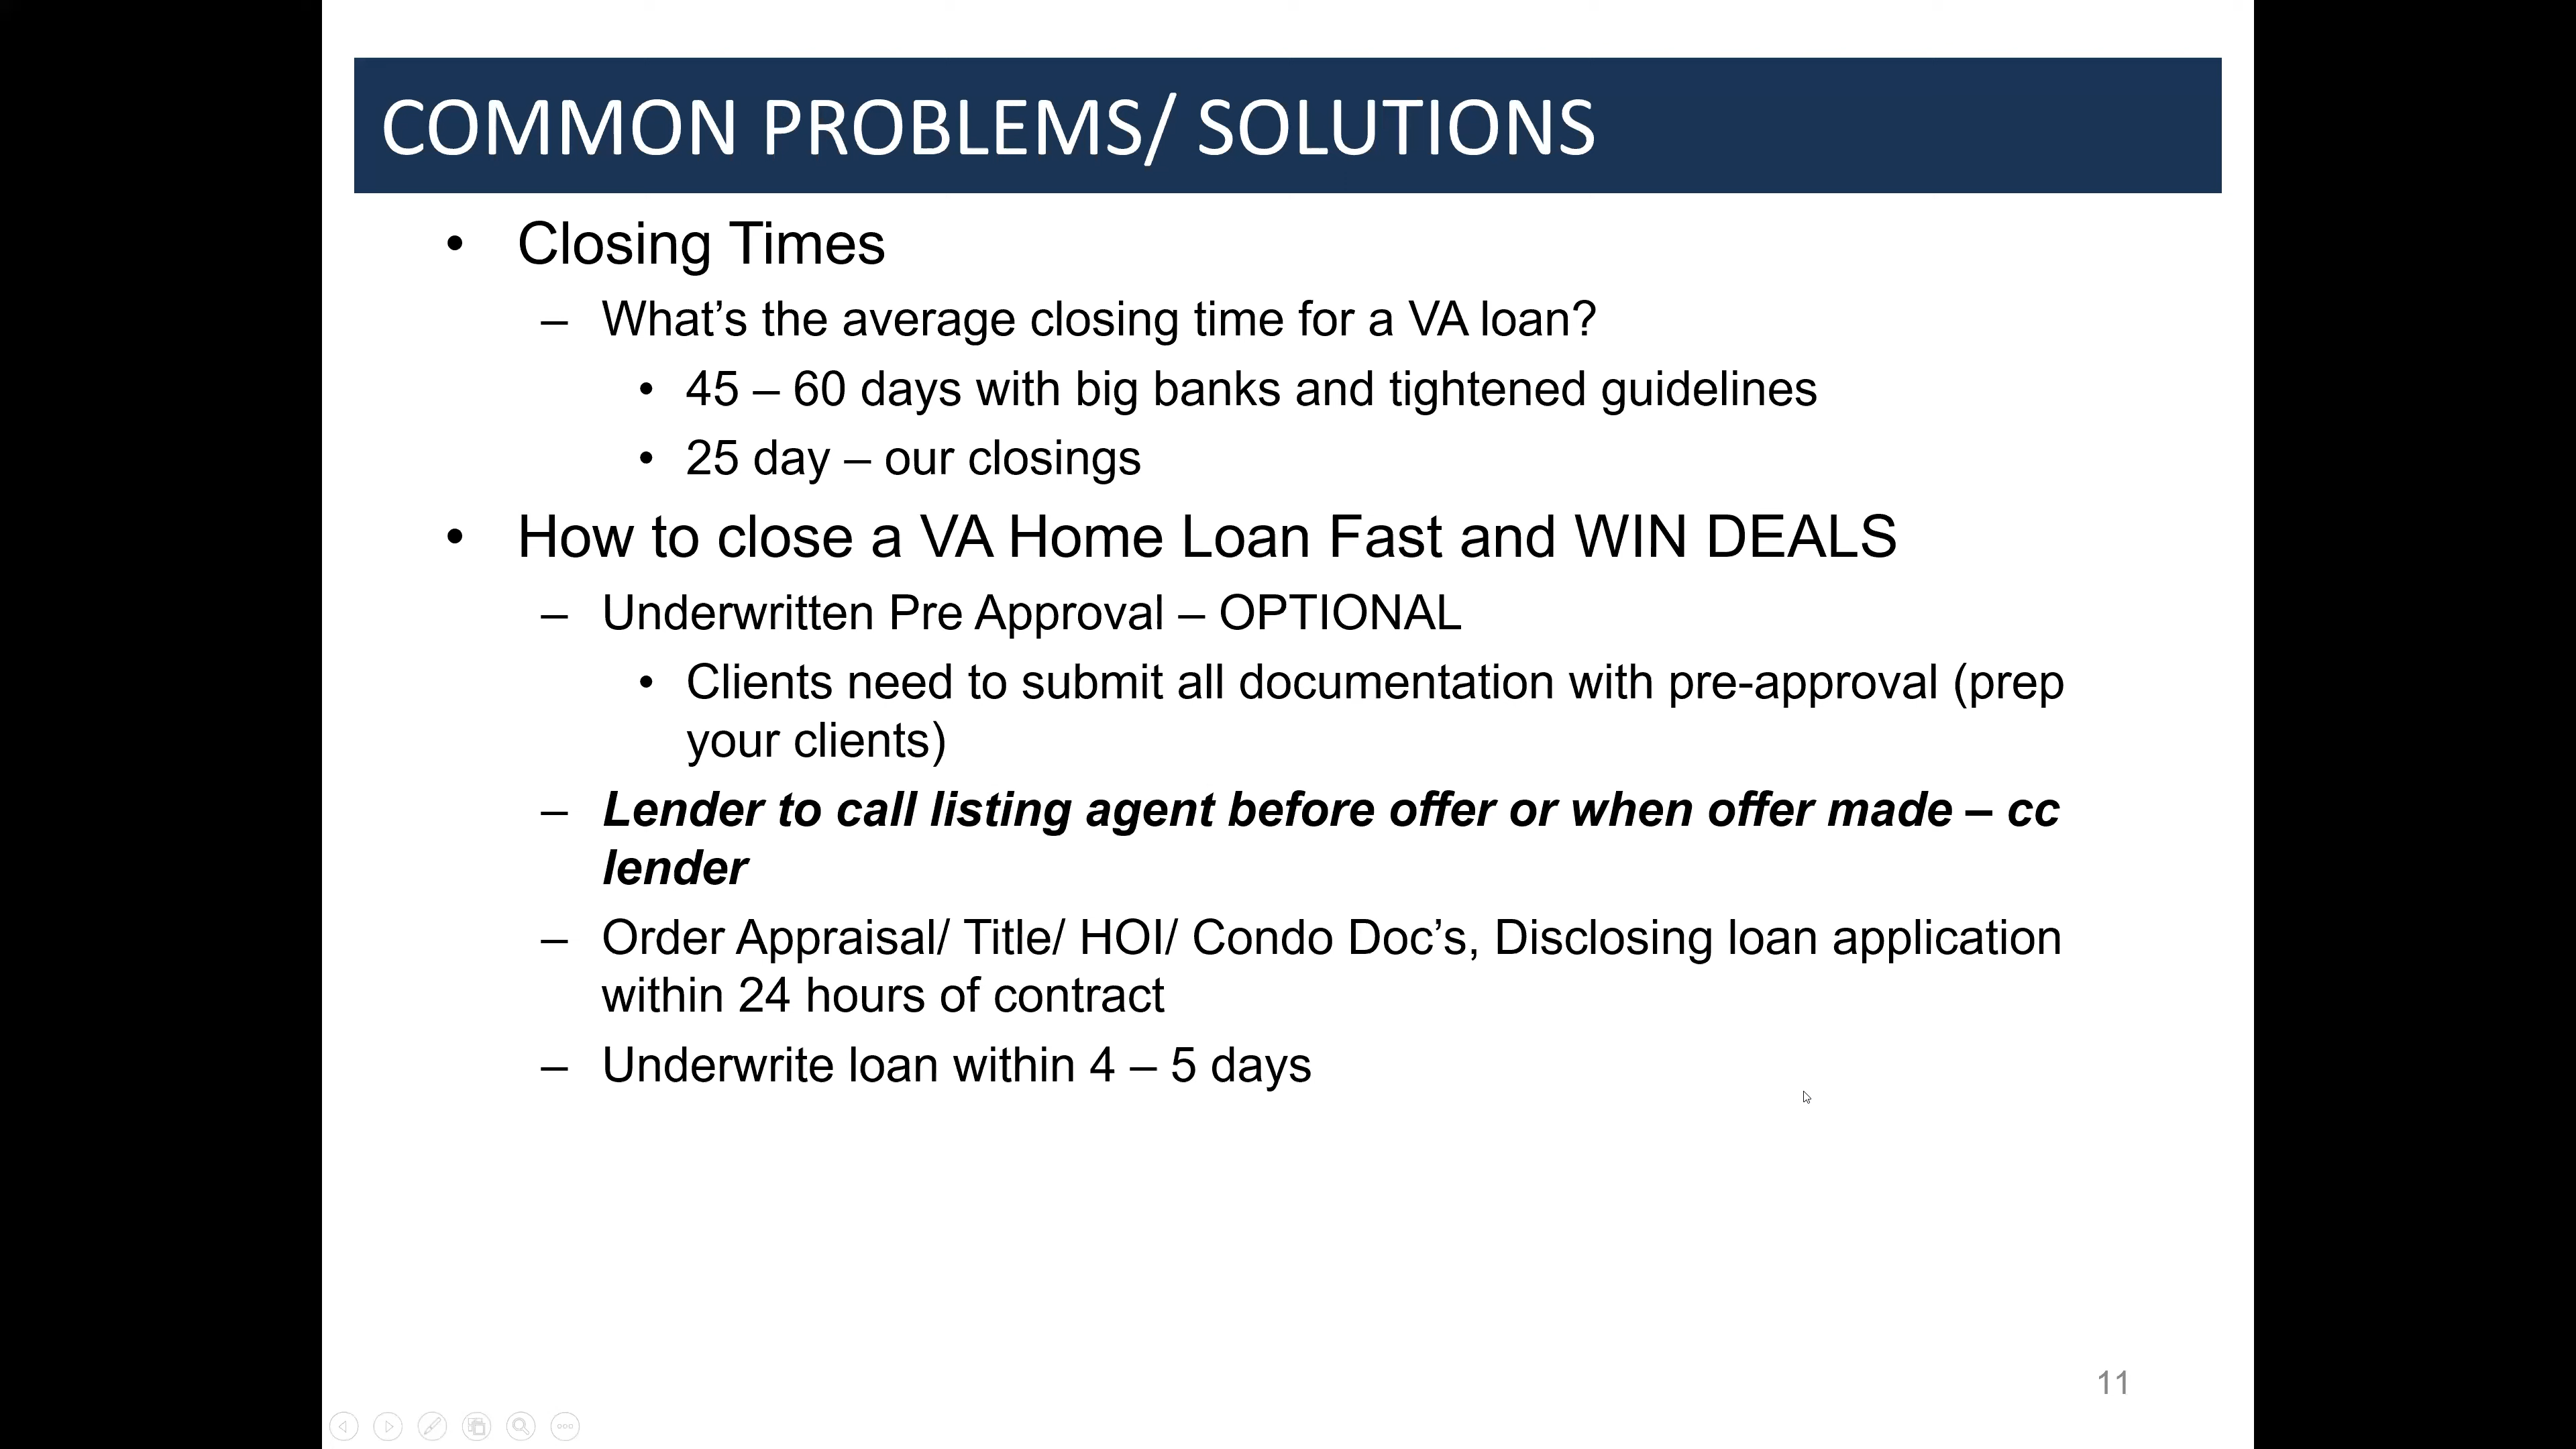 COMMON PROBLEMS/ SOLUTIONS
• Closing Times
– What’s the average closing time for a VA loan?
• 45 – 60 days with big banks and tightened guidelines
• 25 day – our closings
• How to close a VA Home Loan Fast and WIN DEALS
– Underwritten Pre Approval – OPTIONAL
• Clients need to submit all documentation with pre-approval (prep
your clients)
– Lender to call listing agent before offer or when offer made – cc
lender
– Order Appraisal/ Title/ HOI/ Condo Doc’s, Disclosing loan application
within 24 hours of contract
– Underwrite loan within 4 – 5 days
11